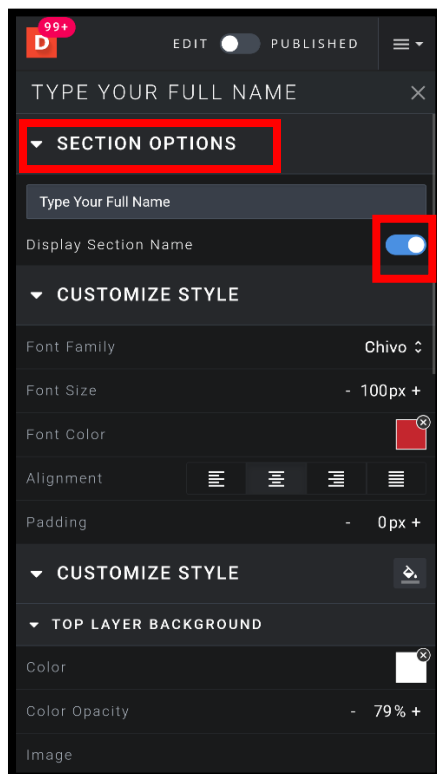 99+
D
EDIT PUBLISHED
TYPE YOUR FULL NAME
SECTION OPTIONS
Type Your Full Name
Display Section Name
CUSTOMIZE STYLE
Font Family Chivo
Font Size - 100px +
Font Color
Alignment
Padding - 0px +
CUSTOMIZE STYLE
TOP LAYER BACKGROUND
Color
Color Opacity - 79% +
Image